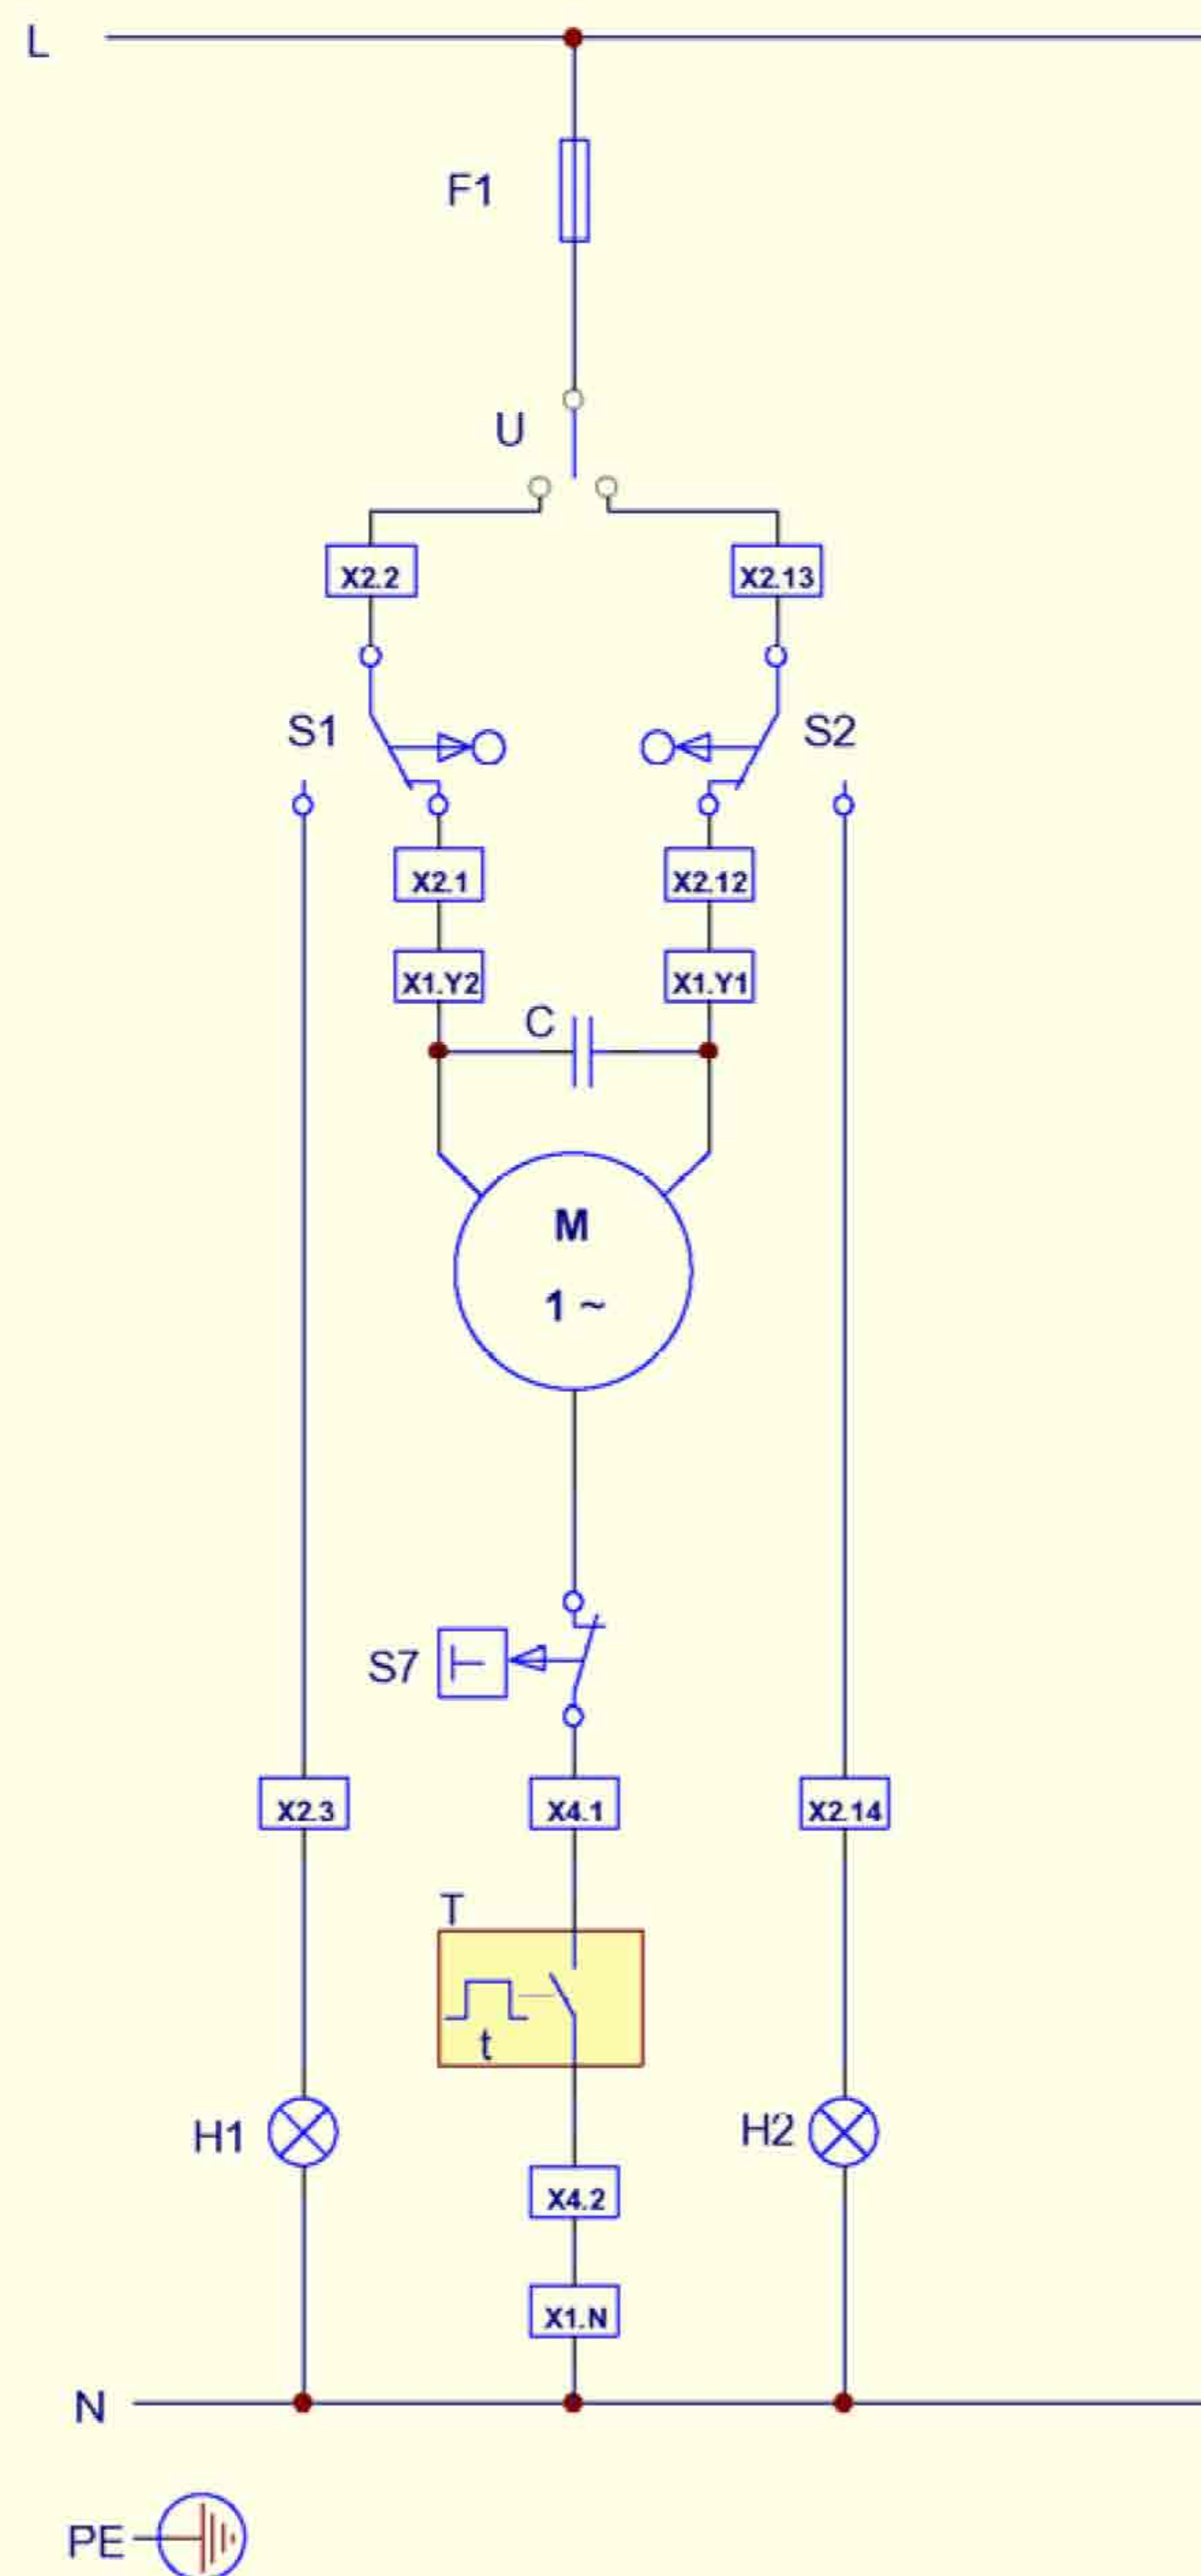 L
F1
U
X2.2 X2.13
S1 S2
X2.1 X2.12
X1.Y2 X1.Y1
C
M
1 ~
S7
X2.3 X4.1 X2.14
T
t
H1 H2
X4.2
X1.N
N
PE